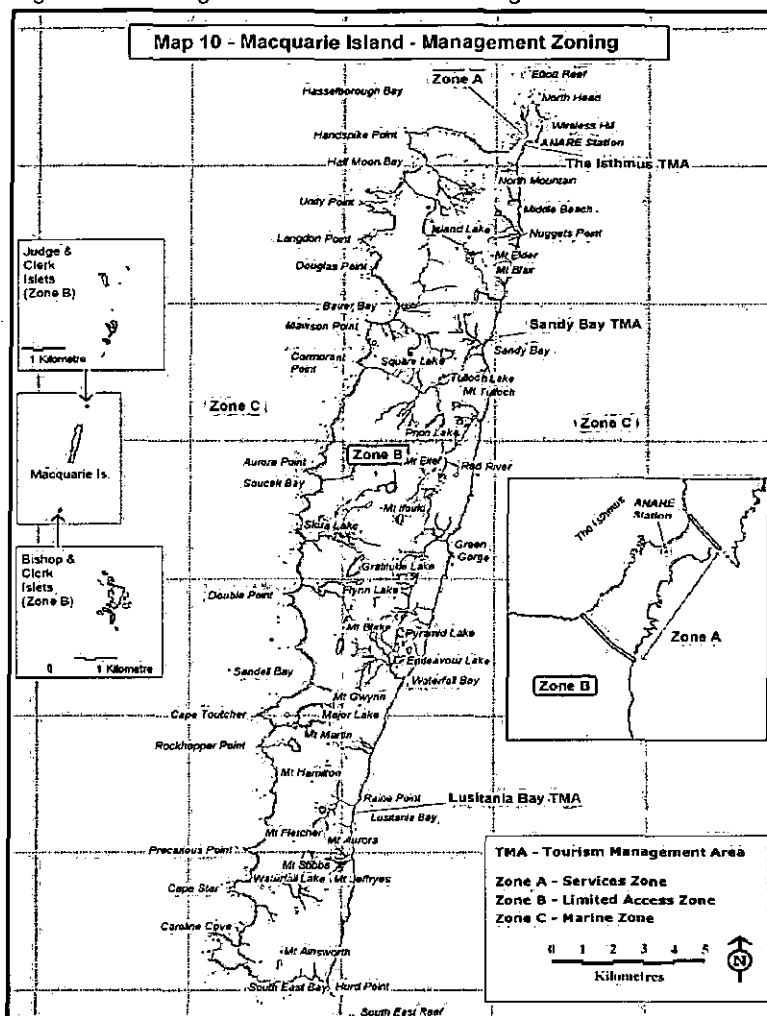 Map 10 - Macquarie Island - Management Zoning
Elliott Reef
Zone A
North Head
Hasselborough Bay
Wireless Hill
ANARE Station
Handspike Point
The Isthmus TMA
Half Moon Bay
North Mountain
Unity Point
Middle Beach
Island Lake
Nuggets Point
Langdon Point
Mt Elder
Mt Blair
Douglas Point
Judge &
Clerk
Islets
(Zone B)
1 Kilometre
Bauer Bay
Mawson Point
Sandy Bay TMA
Sandy Bay
Square Lake
Cormorant
Point
Tulloch Lake
Mt Tulloch
Zone C
Zone C
Prion Lake
Macquarie Is.
Zone B
Aurora Point
Mt Eitel
Red River
Soucek Bay
Mt Ifould
The Isthmus
ANARE
Station
Skua Lake
Green
Gorge
Gratitude Lake
Bishop &
Clerk
Islets
(Zone B)
0 1 Kilometre
Double Point
Flynn Lake
Mt Blake
Pyramid Lake
Zone A
Endeavour Lake
Sandell Bay
Waterfall Bay
Zone B
Mt Gwynn
Cape Toutcher
Major Lake
Mt Martin
Rockhopper Point
Mt Hamilton
Raine Point
Lusitania Bay TMA
Lusitania Bay
Mt Fletcher
Mt Aurora
Precarious Point
Mt Stibbs
Waterfall Lake
Mt Jeffryes
Cape Star
Caroline Cove
Mt Ainsworth
South East Bay
Hurd Point
South East Reef
TMA - Tourism Management Area
Zone A - Services Zone
Zone B - Limited Access Zone
Zone C - Marine Zone
0 1 2 3 4 5
Kilometres
N